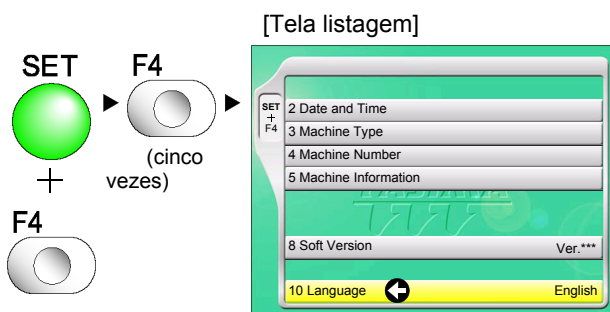 [Tela listagem]
SET
F4
(cinco
vezes)
+
F4
SET
+
F4
2 Date and Time
3 Machine Type
4 Machine Number
5 Machine Information
TAJIMA
8 Soft Version Ver.***
10 Language English